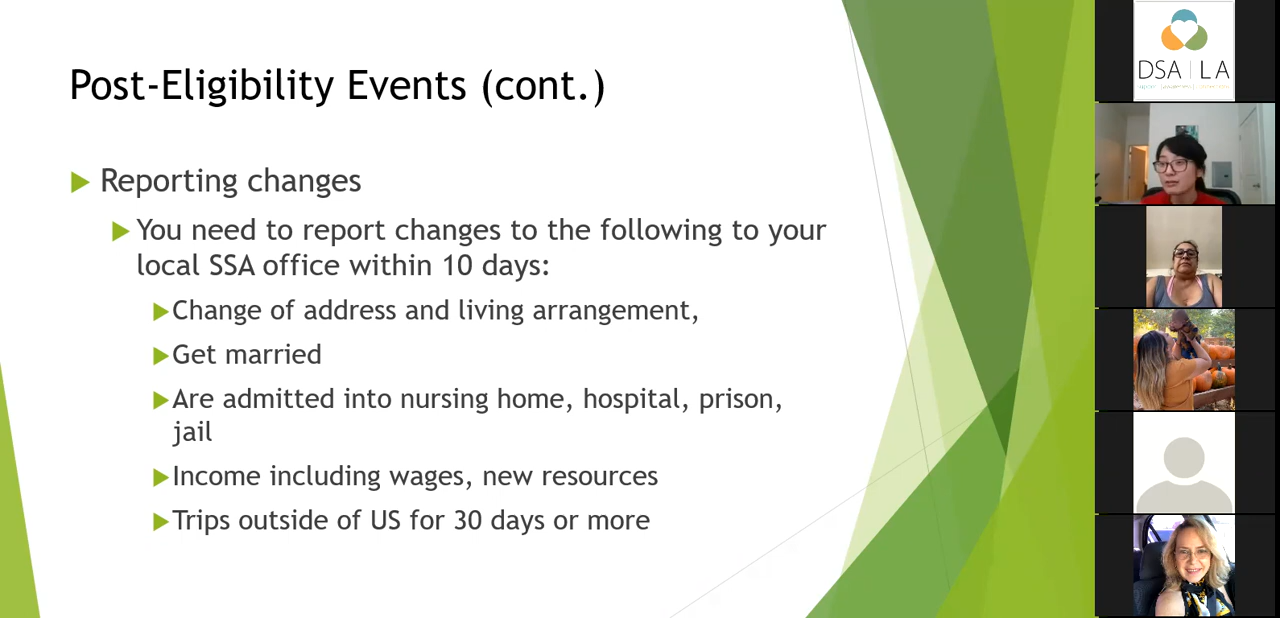 Post-Eligibility Events (cont.)
Reporting changes
You need to report changes to the following to your
local SSA office within 10 days:
Change of address and living arrangement,
Get married
Are admitted into nursing home, hospital, prison,
jail
Income including wages, new resources
Trips outside of US for 30 days or more
DSA | LA